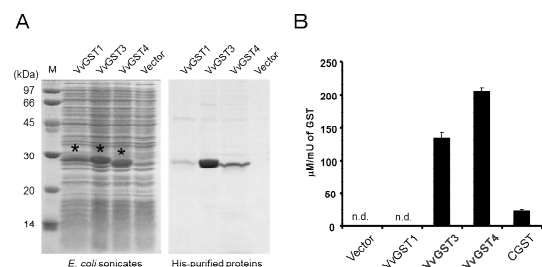 A
B
VvGST1
VvGST3
VvGST4
Vector
VvGST1
VvGST3
VvGST4
Vector
(kDa)
M
97
66
45
30
20
14
* * *
E. coli sonicates
His-purified proteins
µM/mU of GST
250
200
150
100
50
0
n.d.
n.d.
Vector
VvGST1
VvGST3
VvGST4
CGST